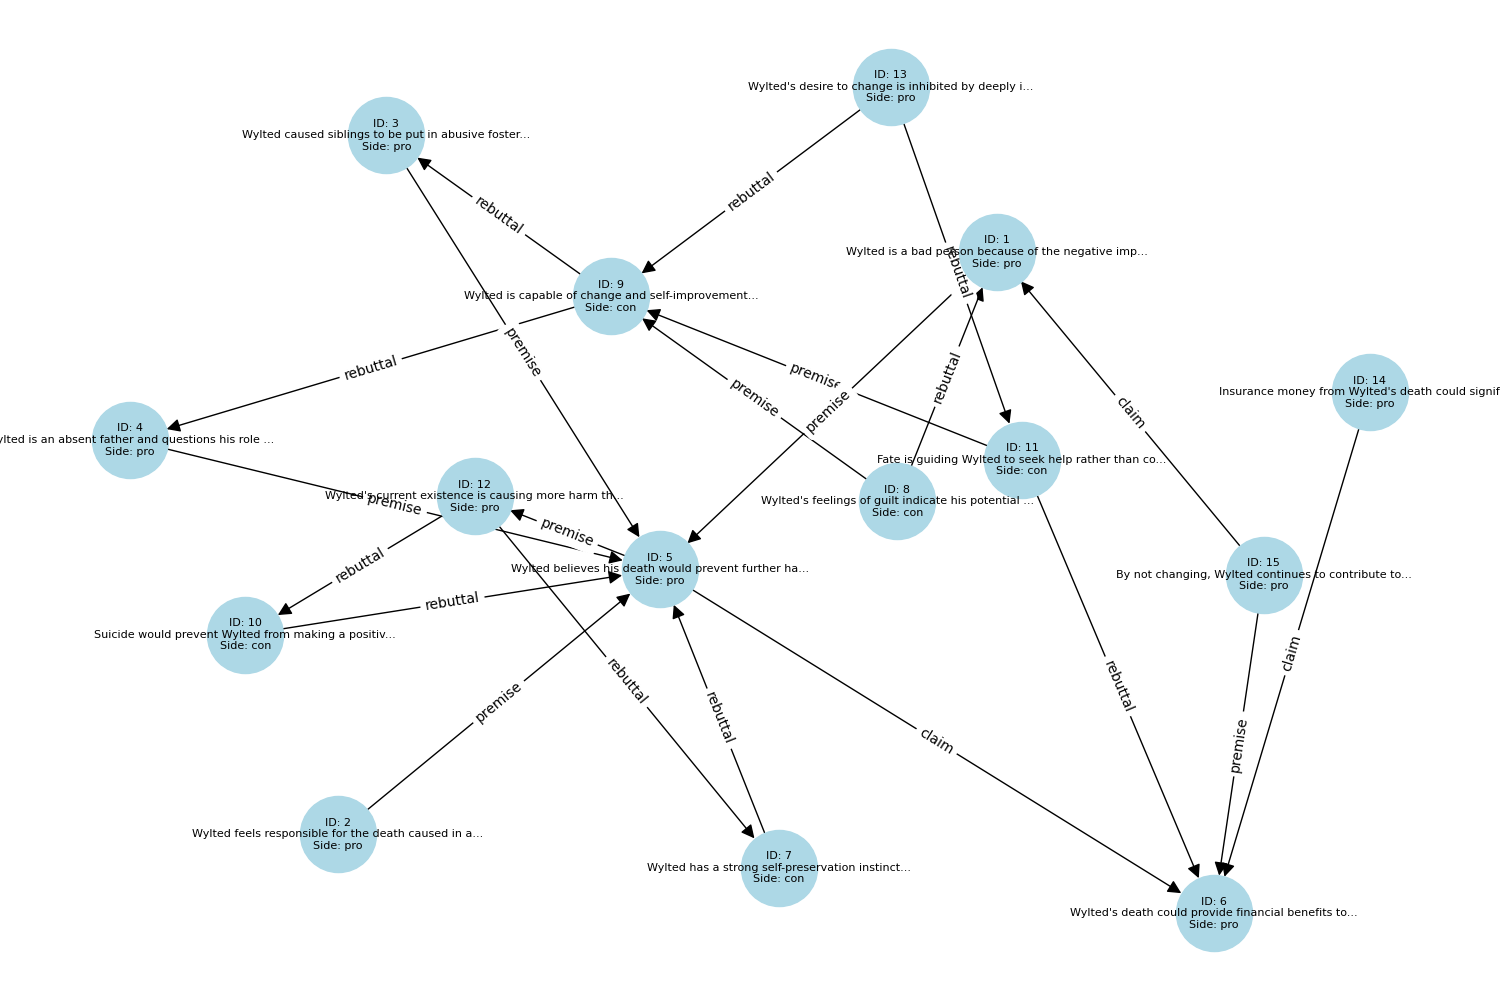 ID: 13
Wylted's desire to change is inhibited by deeply i...
Side: pro
ID: 3
Wylted caused siblings to be put in abusive foster...
Side: pro
rebuttal
rebuttal
ID: 1
Wylted is a bad person because of the negative imp...
Side: pro
rebuttal
ID: 9
Wylted is capable of change and self-improvement...
Side: con
premise
rebuttal
premise
rebuttal
premise
premise
claim
ID: 14
Insurance money from Wylted's death could signif
Side: pro
ID: 4
ylted is an absent father and questions his role ...
Side: pro
ID: 11
Fate is guiding Wylted to seek help rather than co...
Side: con
ID: 12
Wylted's current existence is causing more harm th...
Side: pro
ID: 8
Wylted's feelings of guilt indicate his potential ...
Side: con
premise
premise
rebuttal
ID: 5
Wylted believes his death would prevent further ha...
Side: pro
ID: 15
By not changing, Wylted continues to contribute to...
Side: pro
rebuttal
ID: 10
Suicide would prevent Wylted from making a positiv...
Side: con
claim
rebuttal
rebuttal
premise
rebuttal
claim
premise
ID: 2
Wylted feels responsible for the death caused in a...
Side: pro
ID: 7
Wylted has a strong self-preservation instinct...
Side: con
ID: 6
Wylted's death could provide financial benefits to...
Side: pro